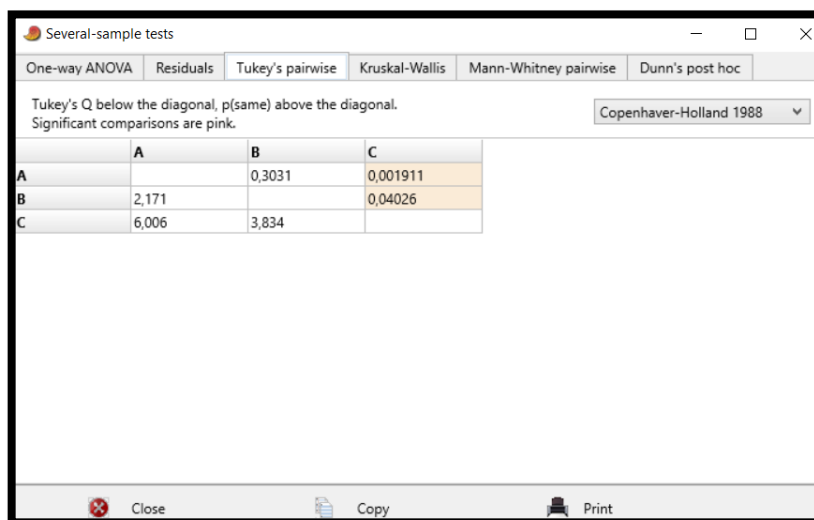 Several-sample tests
One-way ANOVA Residuals Tukey's pairwise Kruskal-Wallis Mann-Whitney pairwise Dunn's post hoc
Tukey's Q below the diagonal, p(same) above the diagonal.
Significant comparisons are pink.
Copenhaver-Holland 1988
A B C
A 0,3031 0,001911
B 2,171 0,04026
C 6,006 3,834
Close Copy Print